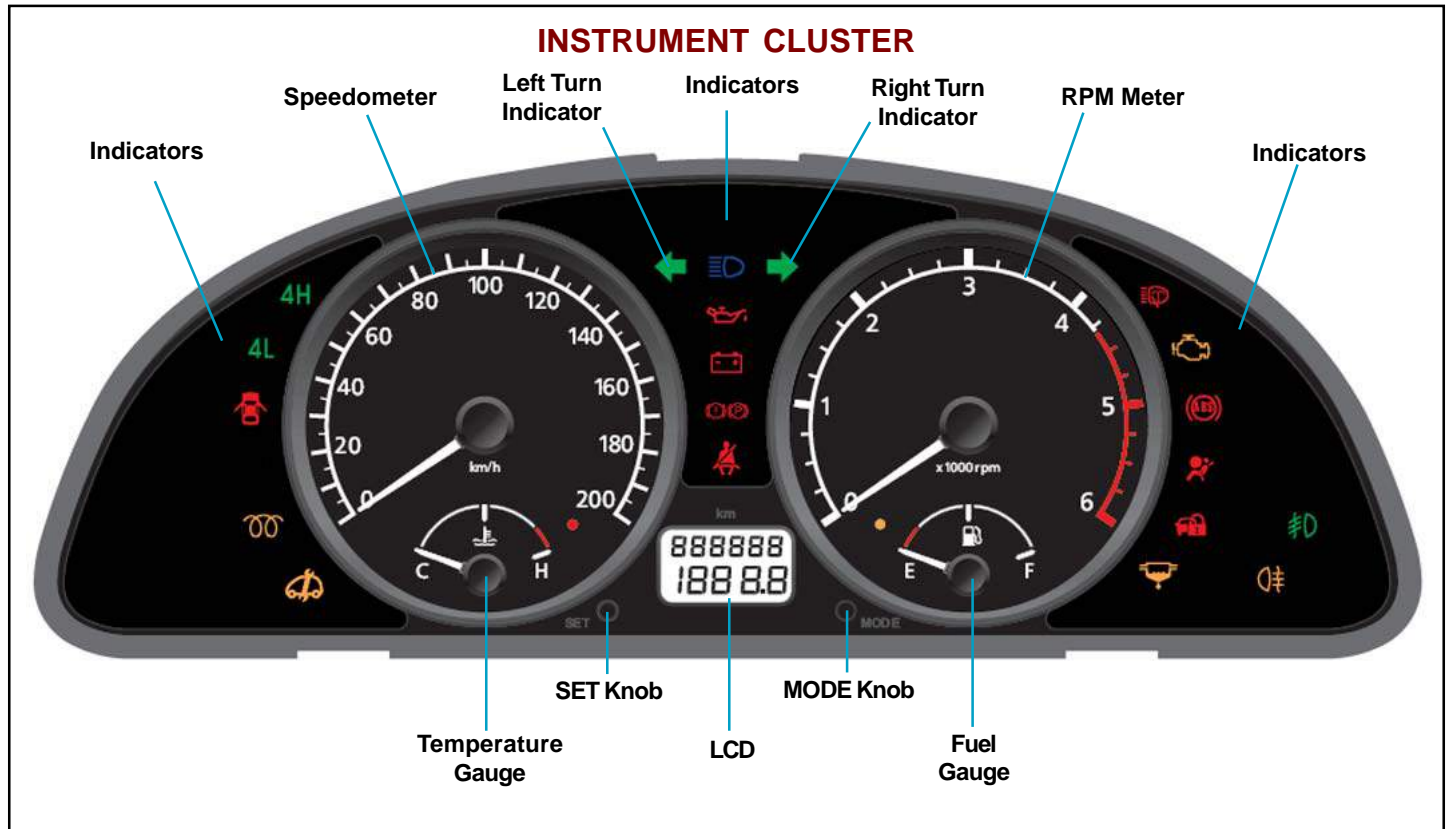 INSTRUMENT CLUSTER
Left Turn
Indicator
Indicators
Right Turn
Indicator
Speedometer
RPM Meter
Indicators
Indicators
4H
4L
0
20
40
60
80
100
120
140
160
180
200
km/h
C
H
0
1
2
3
4
5
6
x 1000 rpm
E
F
ABS
P
km
888888
1888.8
SET
MODE
SET Knob
MODE Knob
Temperature
Gauge
LCD
Fuel
Gauge